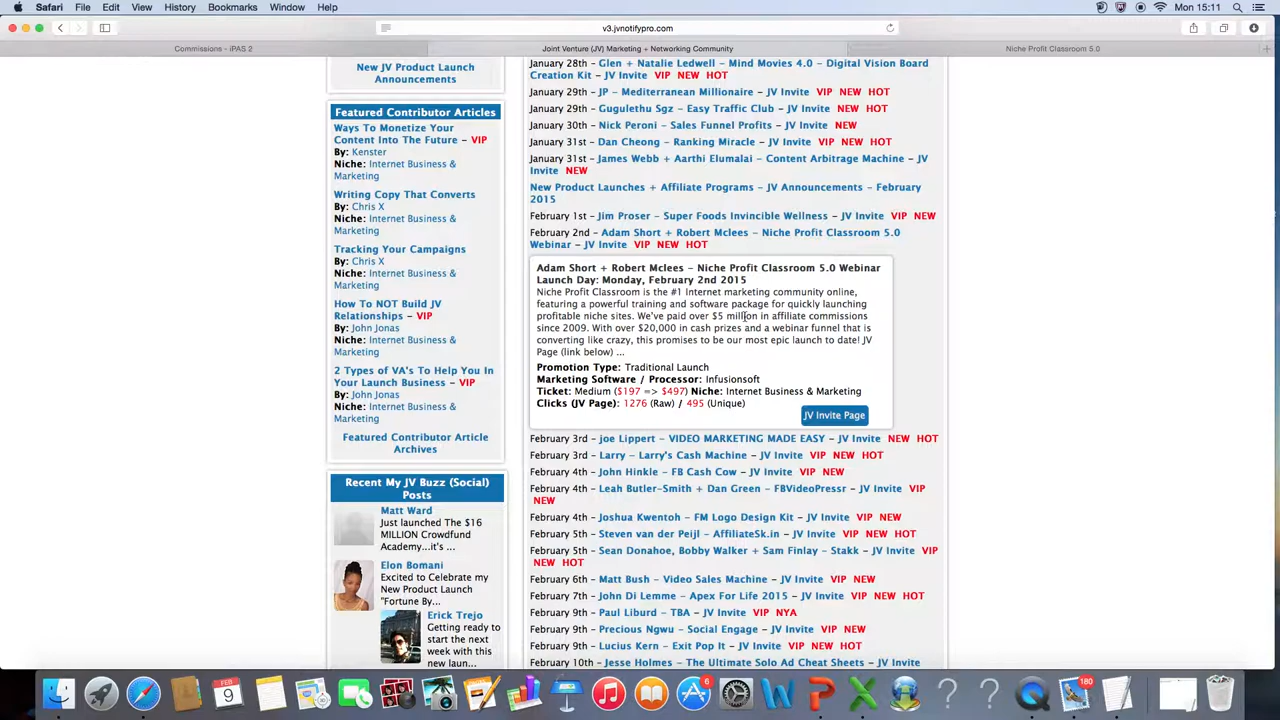 Safari File Edit View History Bookmarks Window Help
Mon 15:11
v3.jvnotifypro.com
Commissions - iPAS 2
Joint Venture (JV) Marketing + Networking Community
Niche Profit Classroom 5.0
New JV Product Launch
Announcements
Featured Contributor Articles
Ways To Monetize Your
Content Into The Future – VIP
By: Kenster
Niche: Internet Business &
Marketing
Writing Copy That Converts
By: Chris X
Niche: Internet Business &
Marketing
Tracking Your Campaigns
By: Chris X
Niche: Internet Business &
Marketing
How To NOT Build JV
Relationships – VIP
By: John Jonas
Niche: Internet Business &
Marketing
2 Types of VA's To Help You In
Your Launch Business – VIP
By: John Jonas
Niche: Internet Business &
Marketing
Featured Contributor Article
Archives
Recent My JV Buzz (Social)
Posts
Matt Ward
Just launched The $16
MILLION Crowdfund
Academy...it's ...
Elon Bomani
Excited to Celebrate my
New Product Launch
"Fortune By...
Erick Trejo
Getting ready to
start the next
week with this
new laun...
January 28th – Glen + Natalie Ledwell – Mind Movies 4.0 – Digital Vision Board
Creation Kit – JV Invite VIP NEW HOT
January 29th – JP – Mediterranean Millionaire – JV Invite VIP NEW HOT
January 29th – Gugulethu Sgz – Easy Traffic Club – JV Invite NEW HOT
January 30th – Nick Peroni – Sales Funnel Profits – JV Invite NEW
January 31st – Dan Cheong – Ranking Miracle – JV Invite VIP NEW HOT
January 31st – James Webb + Aarthi Elumalai – Content Arbitrage Machine – JV
Invite NEW
New Product Launches + Affiliate Programs – JV Announcements – February
2015
February 1st – Jim Proser – Super Foods Invincible Wellness – JV Invite VIP NEW
February 2nd – Adam Short + Robert Mclees – Niche Profit Classroom 5.0
Webinar – JV Invite VIP NEW HOT
Adam Short + Robert Mclees – Niche Profit Classroom 5.0 Webinar
Launch Day: Monday, February 2nd 2015
Niche Profit Classroom is the #1 Internet marketing community online,
featuring a powerful training and software package for quickly launching
profitable niche sites. We've paid over $5 million in affiliate commissions
since 2009. With over $20,000 in cash prizes and a webinar funnel that is
converting like crazy, this promises to be our most epic launch to date! JV
Page (link below) ...
Promotion Type: Traditional Launch
Marketing Software / Processor: Infusionsoft
Ticket: Medium ($197 => $497) Niche: Internet Business & Marketing
Clicks (JV Page): 1276 (Raw) / 495 (Unique)
JV Invite Page
February 3rd – joe Lippert – VIDEO MARKETING MADE EASY – JV Invite NEW HOT
February 3rd – Larry – Larry's Cash Machine – JV Invite VIP NEW HOT
February 4th – John Hinkle – FB Cash Cow – JV Invite VIP NEW
February 4th – Leah Butler-Smith + Dan Green – FBVideoPressr – JV Invite VIP
NEW
February 4th – Joshua Kwentoh – FM Logo Design Kit – JV Invite VIP NEW
February 5th – Steven van der Peijl – AffiliateSk.in – JV Invite VIP NEW HOT
February 5th – Sean Donahoe, Bobby Walker + Sam Finlay – Stakk – JV Invite VIP
NEW HOT
February 6th – Matt Bush – Video Sales Machine – JV Invite VIP NEW
February 7th – John Di Lemme – Apex For Life 2015 – JV Invite VIP NEW HOT
February 9th – Paul Liburd – TBA – JV Invite VIP NYA
February 9th – Precious Ngwu – Social Engage – JV Invite VIP NEW
February 9th – Lucius Kern – Exit Pop It – JV Invite VIP NEW HOT
February 10th – Jesse Holmes – The Ultimate Solo Ad Cheat Sheets – JV Invite
FEB
9
6
180